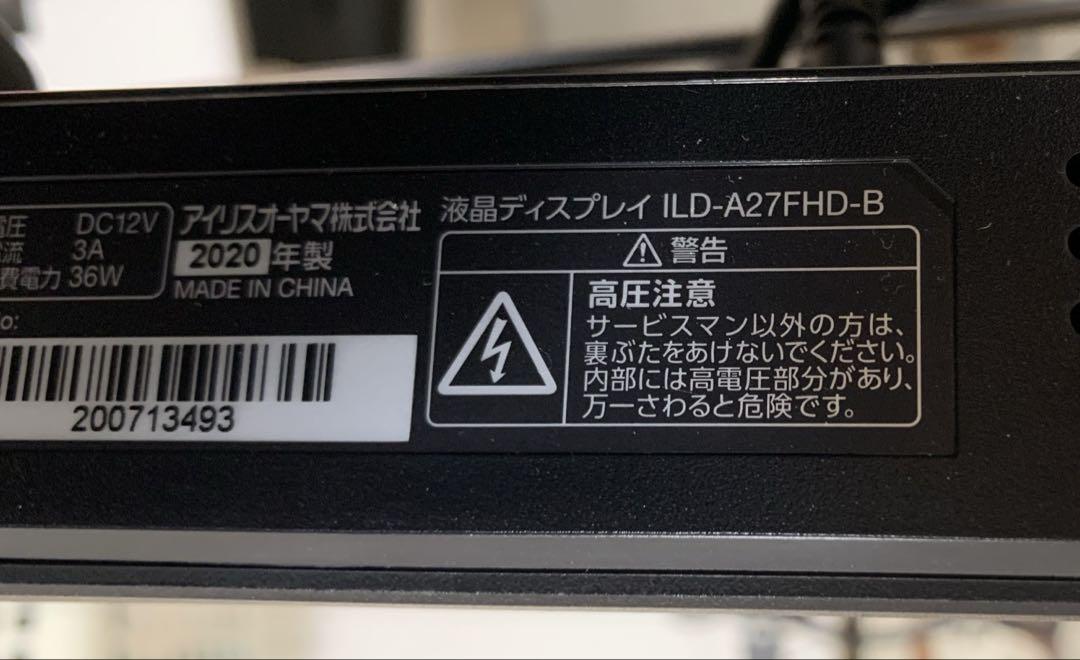 電圧 DC12V
電流 3A
消費電力 36W
アイリスオーヤマ株式会社
2020年製
MADE IN CHINA
o:
200713493
液晶ディスプレイ ILD-A27FHD-B
警告
高圧注意
サービスマン以外の方は、
裏ぶたをあけないでください。
内部には高電圧部分があり、
万一さわると危険です。